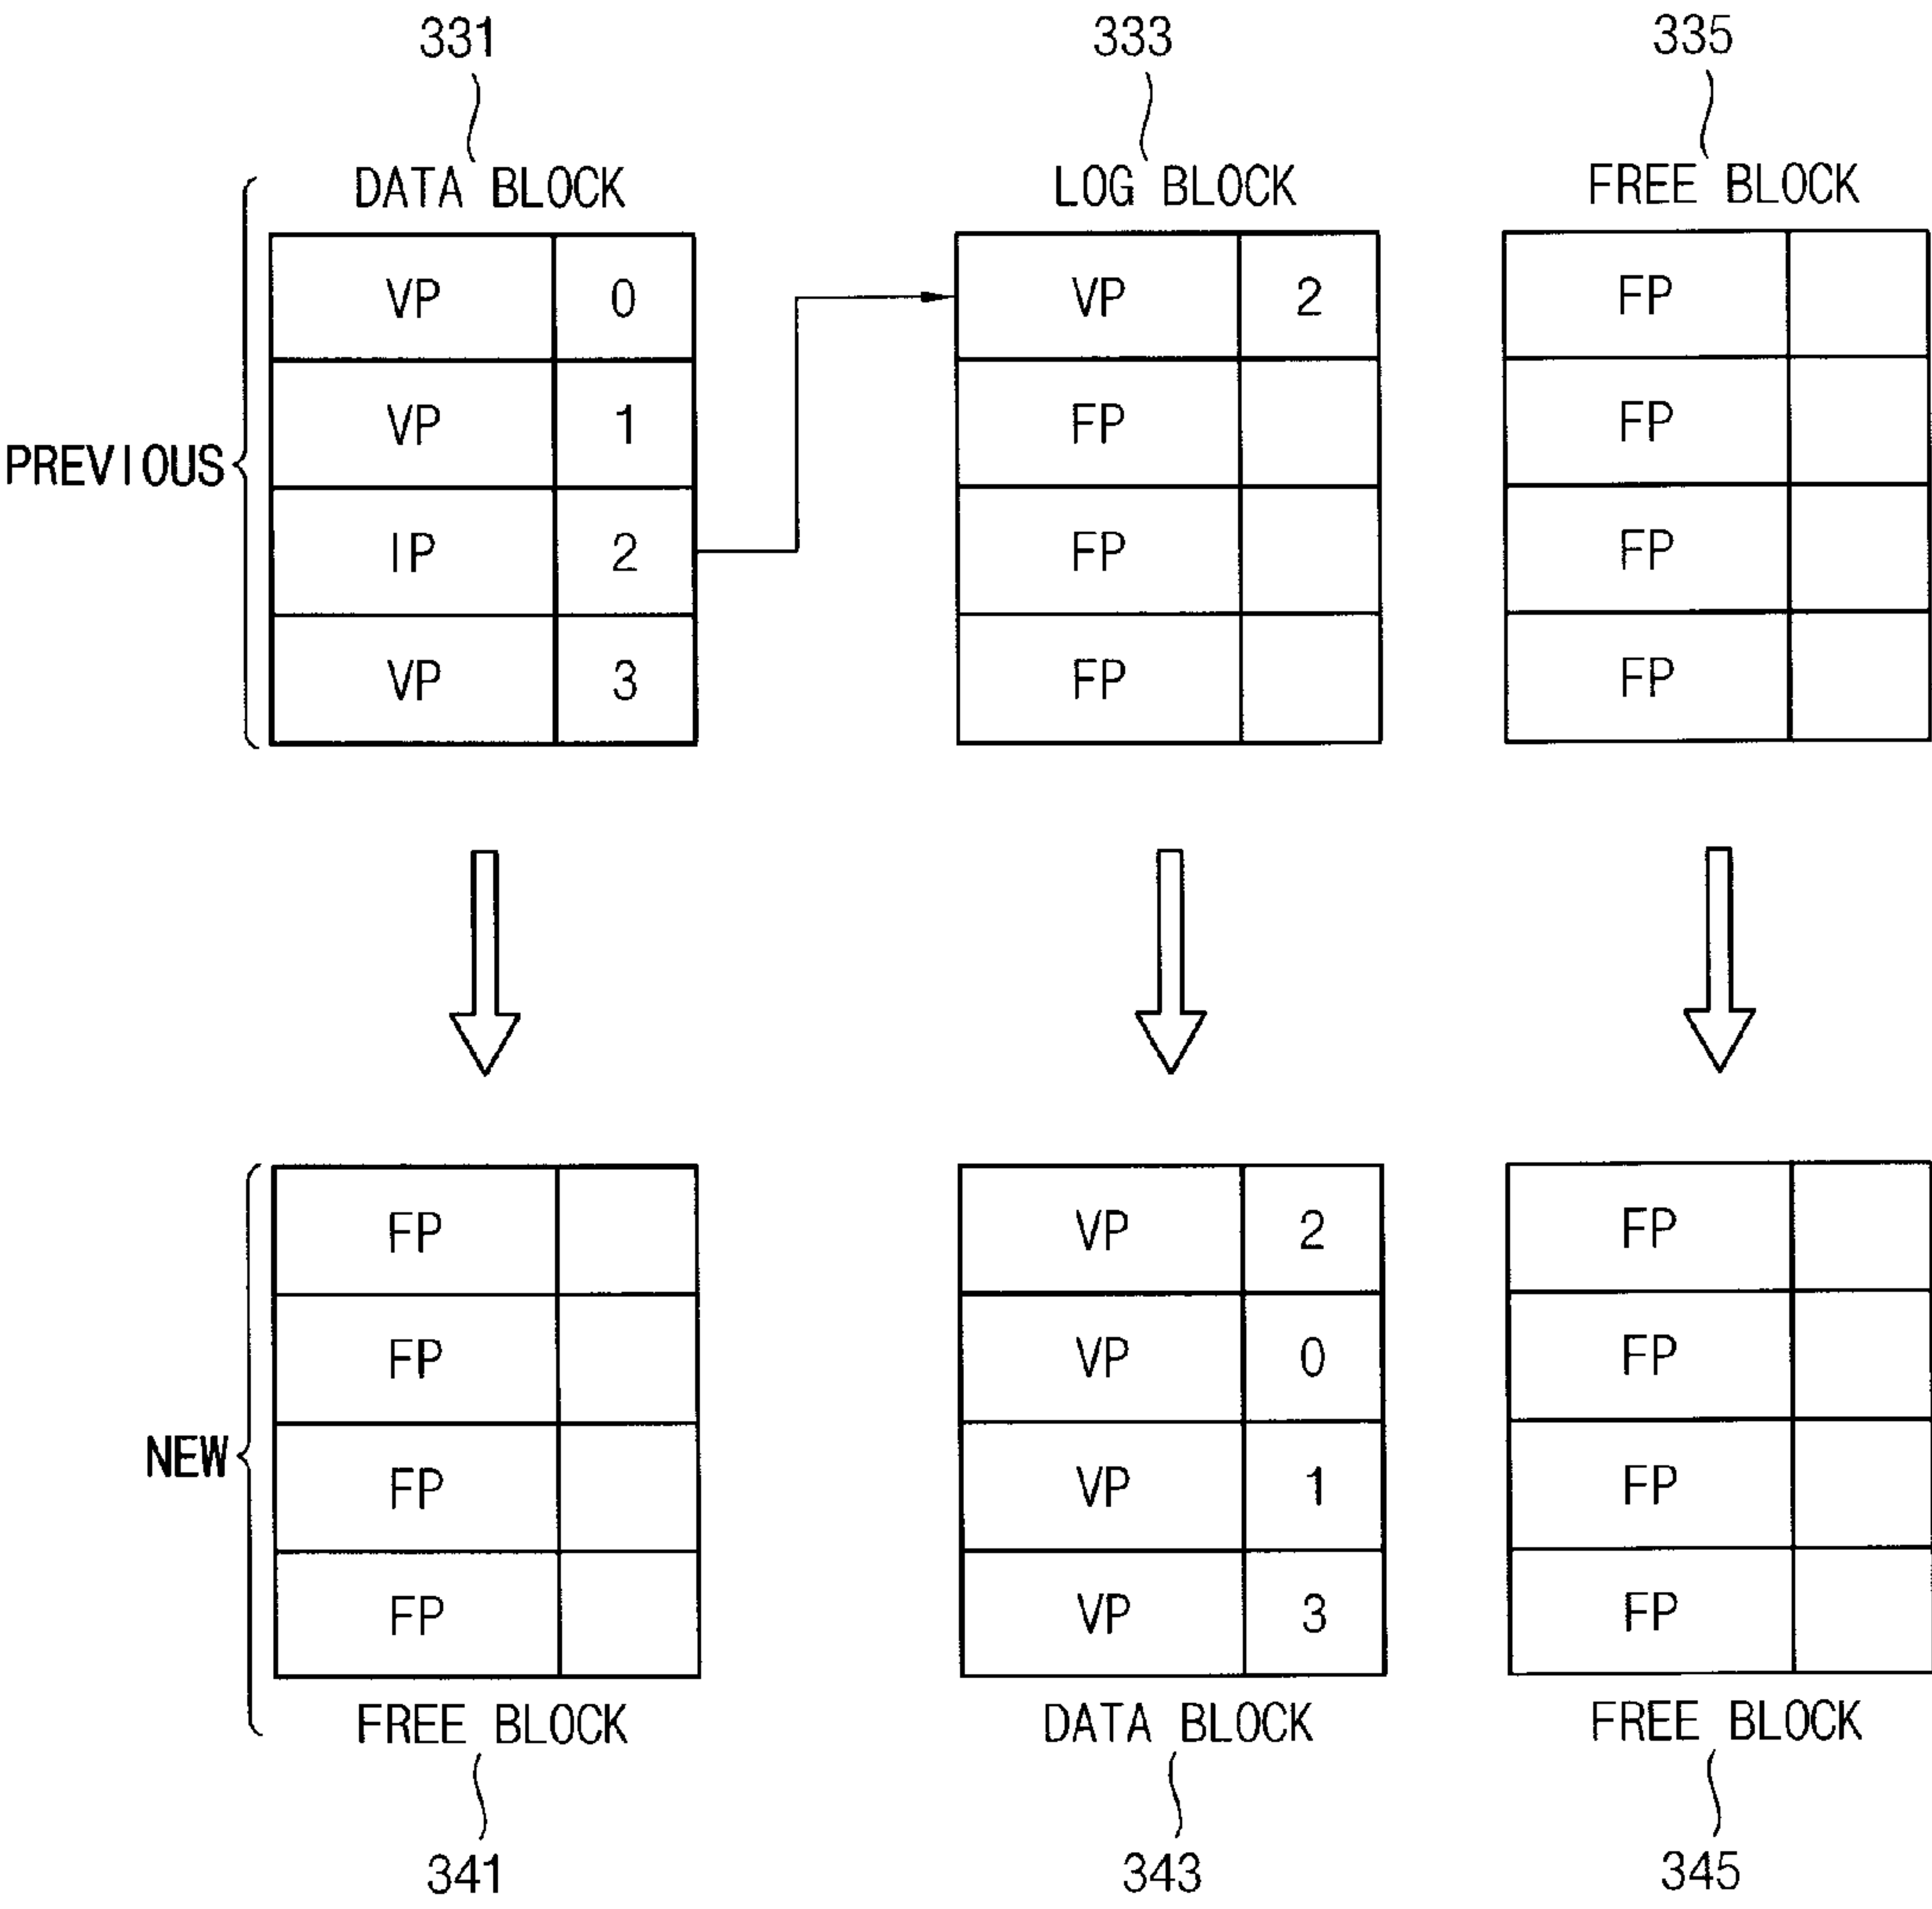 331 333 335
DATA BLOCK LOG BLOCK FREE BLOCK
VP 0 VP 2 FP
VP 1 FP FP
PREVIOUS
IP 2 FP FP
VP 3 FP FP
FP VP 2 FP
FP VP 0 FP
NEW
FP VP 1 FP
FP VP 3 FP
FREE BLOCK DATA BLOCK FREE BLOCK
341 343 345